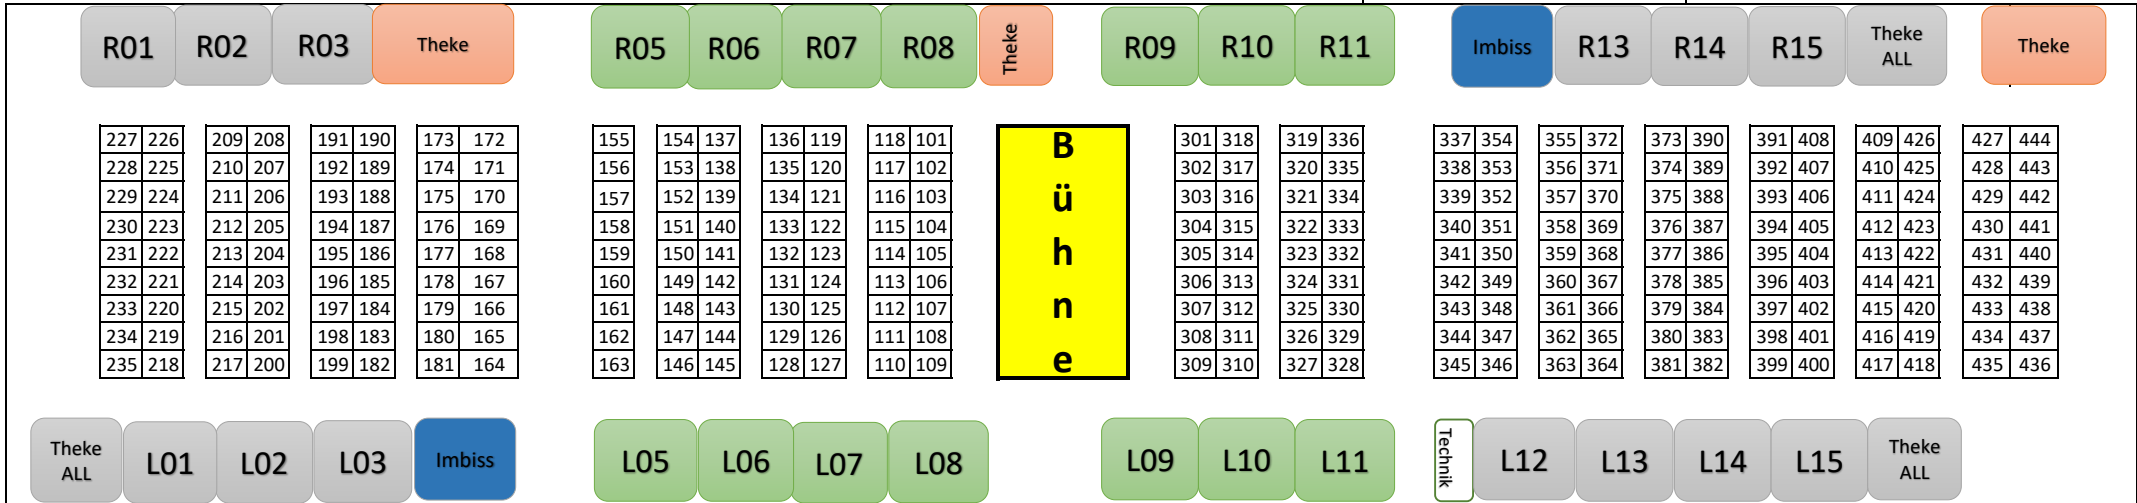 R01 R02 R03 Theke R05 R06 R07 R08 Theke R09 R10 R11 Imbiss R13 R14 R15 Theke ALL Theke
227 226 209 208 191 190 173 172 155 154 137 136 119 118 101 B 301 318 319 336 337 354 355 372 373 390 391 408 409 426 427 444
228 225 210 207 192 189 174 171 156 153 138 135 120 117 102 302 317 320 335 338 353 356 371 374 389 392 407 410 425 428 443
229 224 211 206 193 188 175 170 157 152 139 134 121 116 103 ü 303 316 321 334 339 352 357 370 375 388 393 406 411 424 429 442
230 223 212 205 194 187 176 169 158 151 140 133 122 115 104 304 315 322 333 340 351 358 369 376 387 394 405 412 423 430 441
231 222 213 204 195 186 177 168 159 150 141 132 123 114 105 h 305 314 323 332 341 350 359 368 377 386 395 404 413 422 431 440
232 221 214 203 196 185 178 167 160 149 142 131 124 113 106 306 313 324 331 342 349 360 367 378 385 396 403 414 421 432 439
233 220 215 202 197 184 179 166 161 148 143 130 125 112 107 n 307 312 325 330 343 348 361 366 379 384 397 402 415 420 433 438
234 219 216 201 198 183 180 165 162 147 144 129 126 111 108 308 311 326 329 344 347 362 365 380 383 398 401 416 419 434 437
235 218 217 200 199 182 181 164 163 146 145 128 127 110 109 e 309 310 327 328 345 346 363 364 381 382 399 400 417 418 435 436
Theke ALL L01 L02 L03 Imbiss L05 L06 L07 L08 L09 L10 L11 Technik L12 L13 L14 L15 Theke ALL